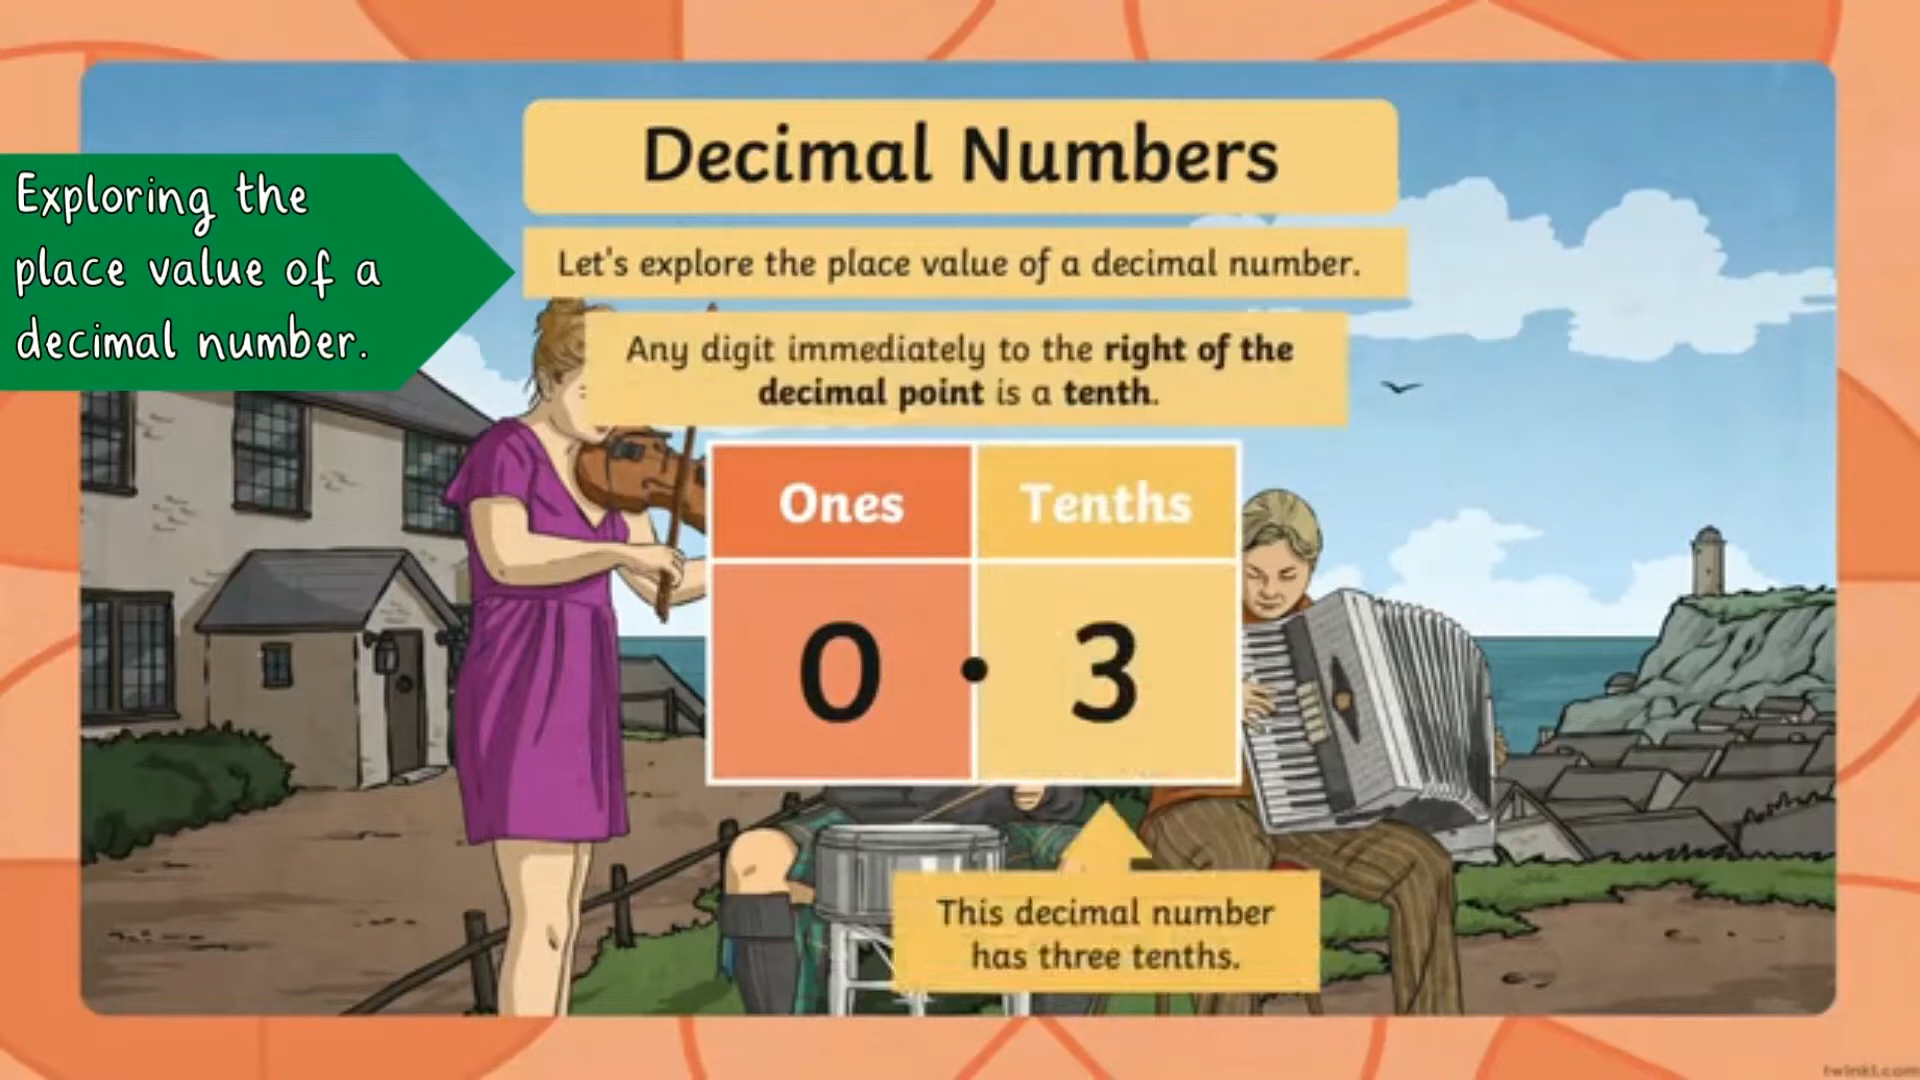 Decimal Numbers
Exploring the
place value of a
decimal number.
Let's explore the place value of a decimal number.
Any digit immediately to the right of the
decimal point is a tenth.
Ones Tenths
0 . 3
This decimal number
has three tenths.
twinkl.com